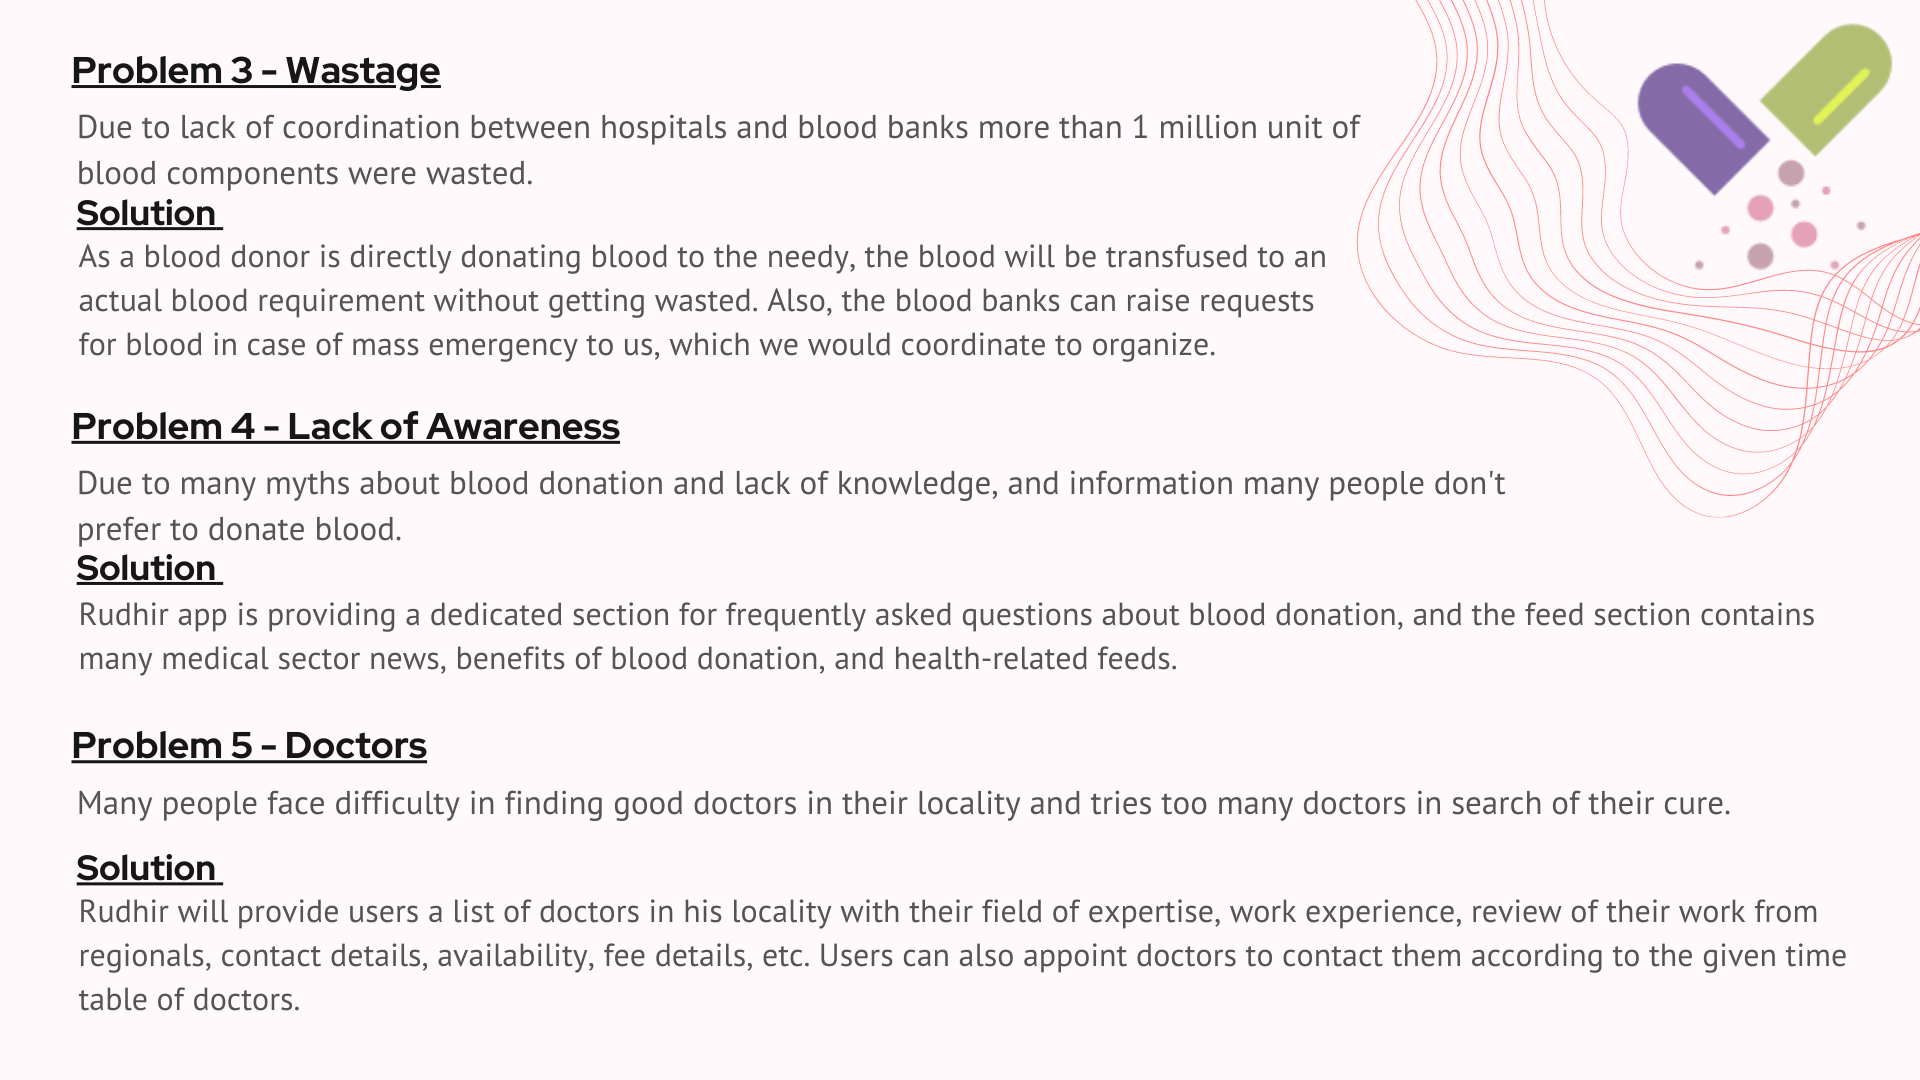 Problem 3 - Wastage
Due to lack of coordination between hospitals and blood banks more than 1 million unit of
blood components were wasted.
Solution
As a blood donor is directly donating blood to the needy, the blood will be transfused to an
actual blood requirement without getting wasted. Also, the blood banks can raise requests
for blood in case of mass emergency to us, which we would coordinate to organize.
Problem 4 - Lack of Awareness
Due to many myths about blood donation and lack of knowledge, and information many people don't
prefer to donate blood.
Solution
Rudhir app is providing a dedicated section for frequently asked questions about blood donation, and the feed section contains
many medical sector news, benefits of blood donation, and health-related feeds.
Problem 5 - Doctors
Many people face difficulty in finding good doctors in their locality and tries too many doctors in search of their cure.
Solution
Rudhir will provide users a list of doctors in his locality with their field of expertise, work experience, review of their work from
regionals, contact details, availability, fee details, etc. Users can also appoint doctors to contact them according to the given time
table of doctors.